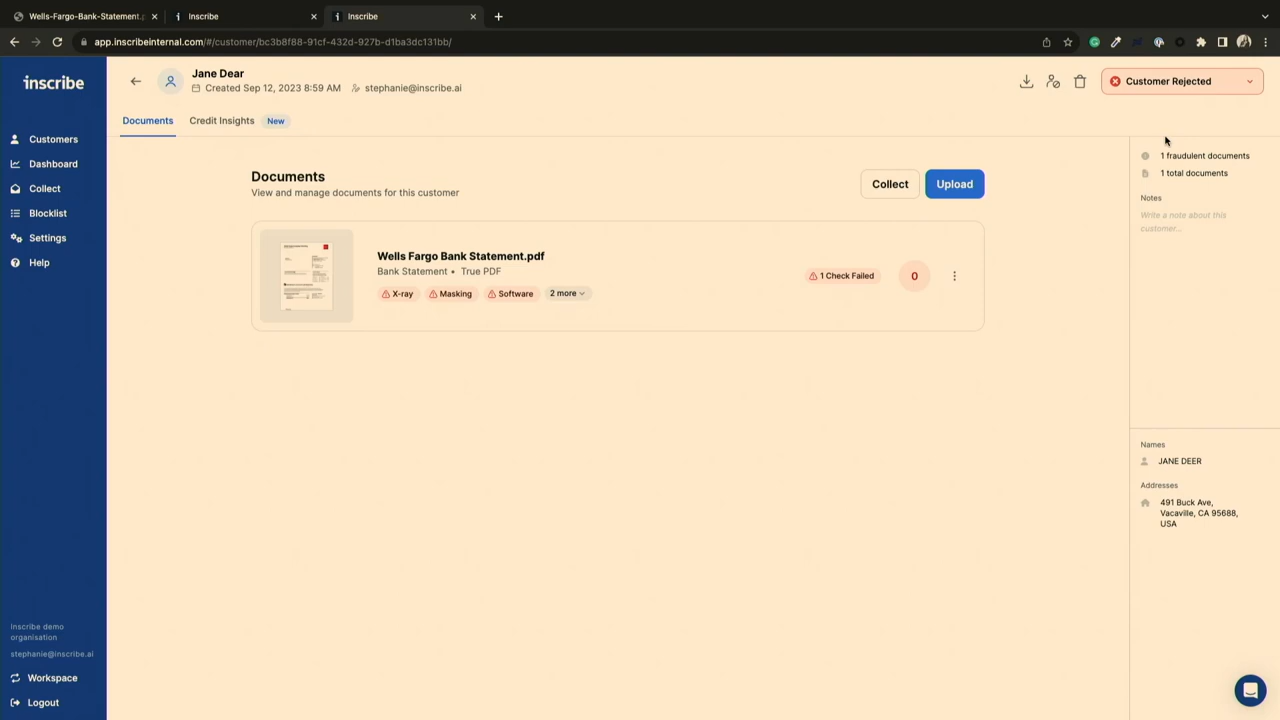 Wells-Fargo-Bank-Statement.p
Inscribe
Inscribe
app.inscribeinternal.com/#/customer/bc3b8f88-91cf-432d-927b-d1ba3dc131bb/
inscribe
Customers
Dashboard
Collect
Blocklist
Settings
Help
Inscribe demo
organisation
stephanie@inscribe.ai
Workspace
Logout
Jane Dear
Created Sep 12, 2023 8:59 AM
stephanie@inscribe.ai
Customer Rejected
Documents
Credit Insights
New
Documents
View and manage documents for this customer
Collect
Upload
Wells Fargo Bank Statement.pdf
Bank Statement • True PDF
X-ray
Masking
Software
2 more
1 Check Failed
0
1 fraudulent documents
1 total documents
Notes
Write a note about this
customer...
Names
JANE DEER
Addresses
491 Buck Ave,
Vacaville, CA 95688,
USA